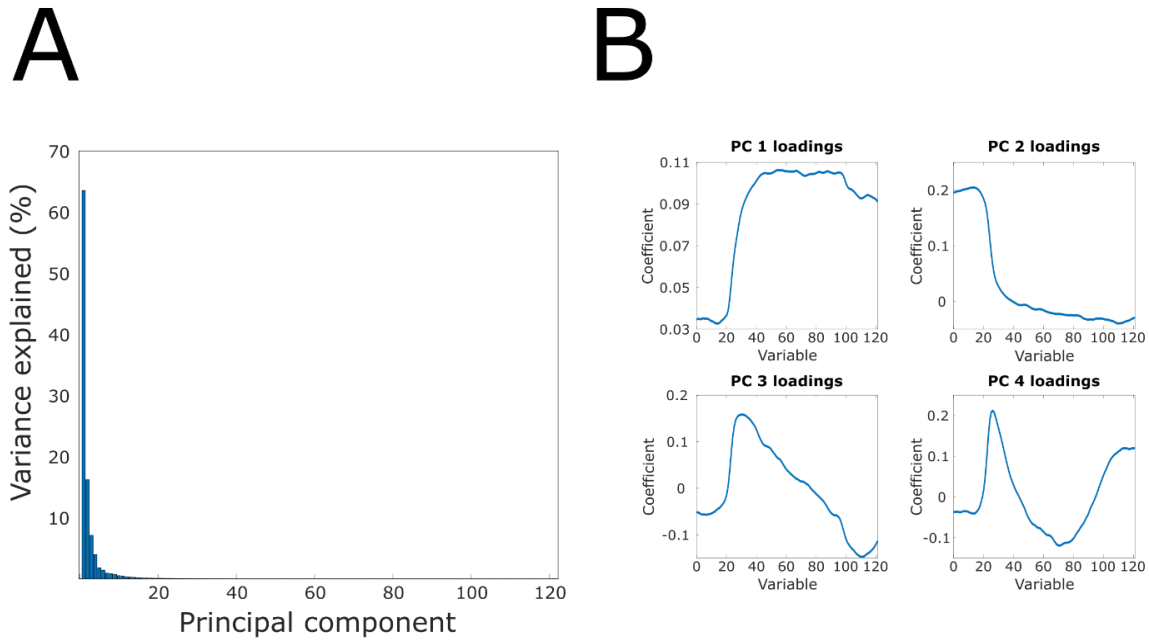 A
B
70
60
50
40
30
20
10
Variance explained (%)
20
40
60
80
100
120
Principal component
PC 1 loadings
0.11
0.09
0.07
0.05
0.03
Coefficient
0 20 40 60 80 100 120
Variable
PC 2 loadings
0.2
0.1
0
Coefficient
0 20 40 60 80 100 120
Variable
PC 3 loadings
0.2
0.1
0
-0.1
Coefficient
0 20 40 60 80 100 120
Variable
PC 4 loadings
0.2
0.1
0
-0.1
Coefficient
0 20 40 60 80 100 120
Variable